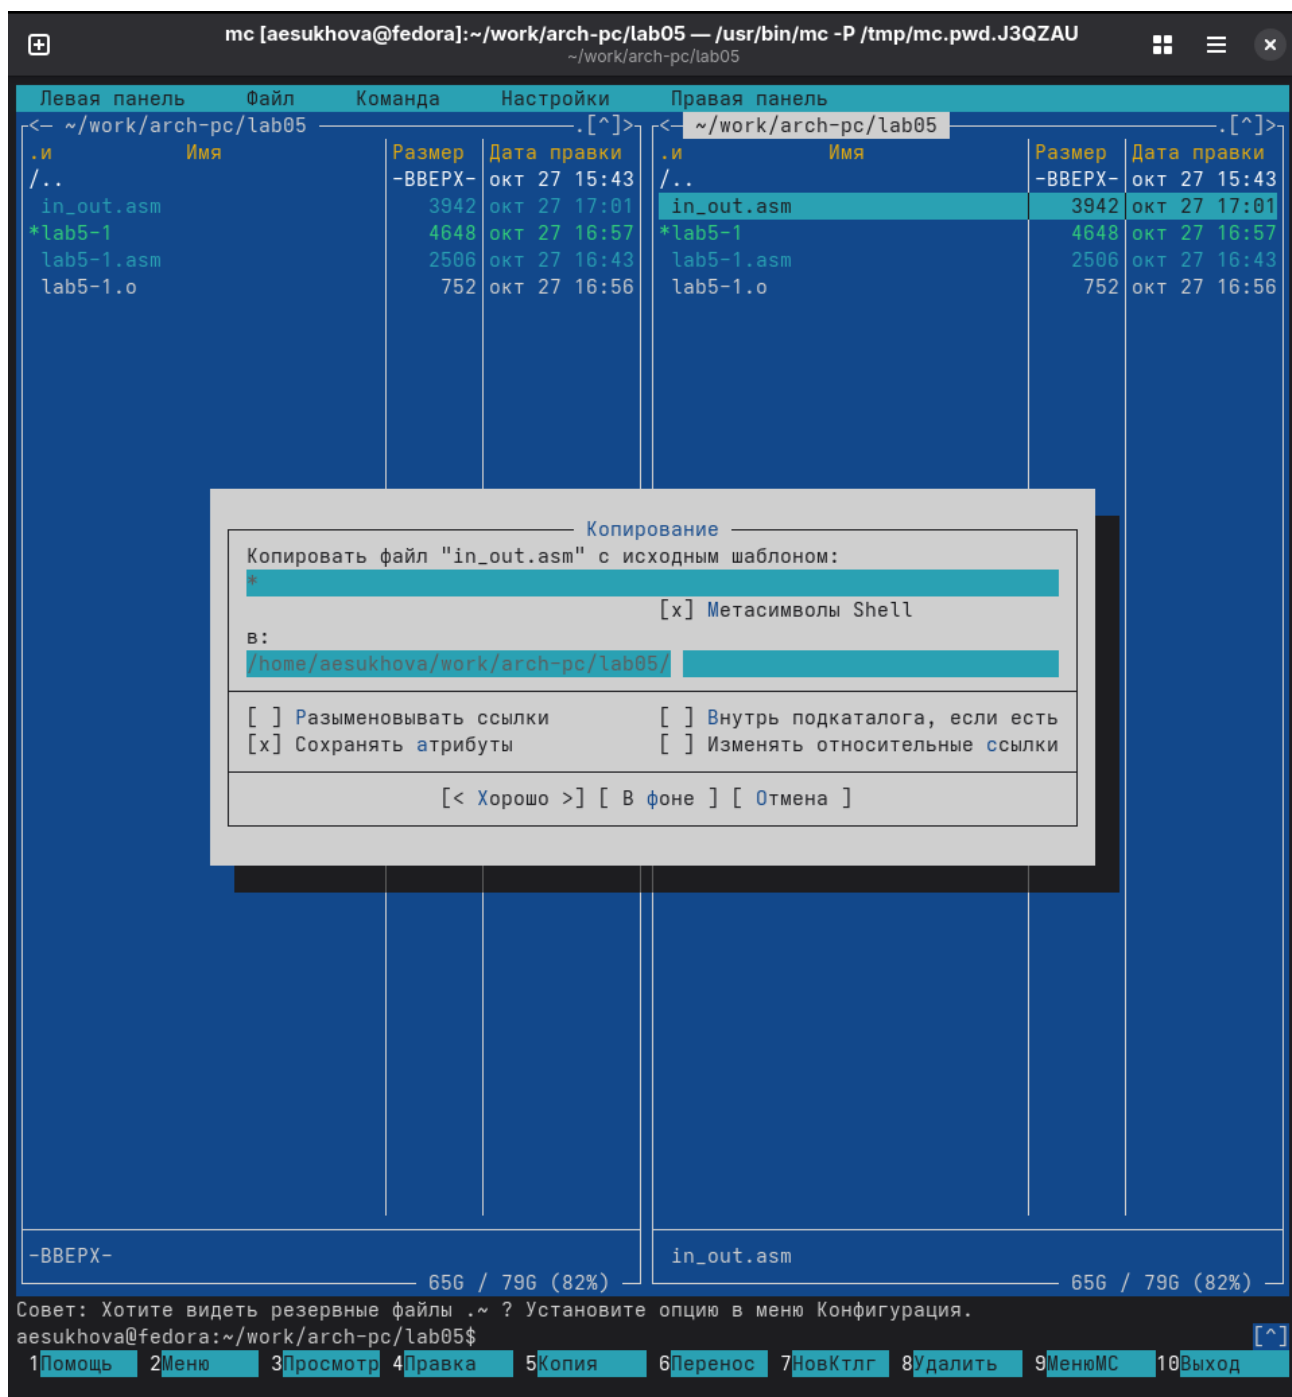 mc [aesukhova@fedora]:~/work/arch-pc/lab05 — /usr/bin/mc -P /tmp/mc.pwd.J3QZAU
~/work/arch-pc/lab05
Левая панель Файл Команда Настройки Правая панель
<— ~/work/arch-pc/lab05 .[^]> <— ~/work/arch-pc/lab05 .[^]>
.и Имя Размер Дата правки .и Имя Размер Дата правки
/.. -ВВЕРХ- окт 27 15:43 /.. -ВВЕРХ- окт 27 15:43
in_out.asm 3942 окт 27 17:01 in_out.asm 3942 окт 27 17:01
*lab5-1 4648 окт 27 16:57 *lab5-1 4648 окт 27 16:57
lab5-1.asm 2506 окт 27 16:43 lab5-1.asm 2506 окт 27 16:43
lab5-1.o 752 окт 27 16:56 lab5-1.o 752 окт 27 16:56
Копирование
Копировать файл "in_out.asm" с исходным шаблоном:
*
[x] Метасимволы Shell
в:
/home/aesukhova/work/arch-pc/lab05/
[ ] Разыменовывать ссылки [ ] Внутрь подкаталога, если есть
[x] Сохранять атрибуты [ ] Изменять относительные ссылки
[< Хорошо >] [ В фоне ] [ Отмена ]
-ВВЕРХ- in_out.asm
65G / 79G (82%) 65G / 79G (82%)
Совет: Хотите видеть резервные файлы .~ ? Установите опцию в меню Конфигурация.
aesukhova@fedora:~/work/arch-pc/lab05$ [^]
1Помощь 2Меню 3Просмотр 4Правка 5Копия 6Перенос 7НовКтлг 8Удалить 9МенюМС 10Выход